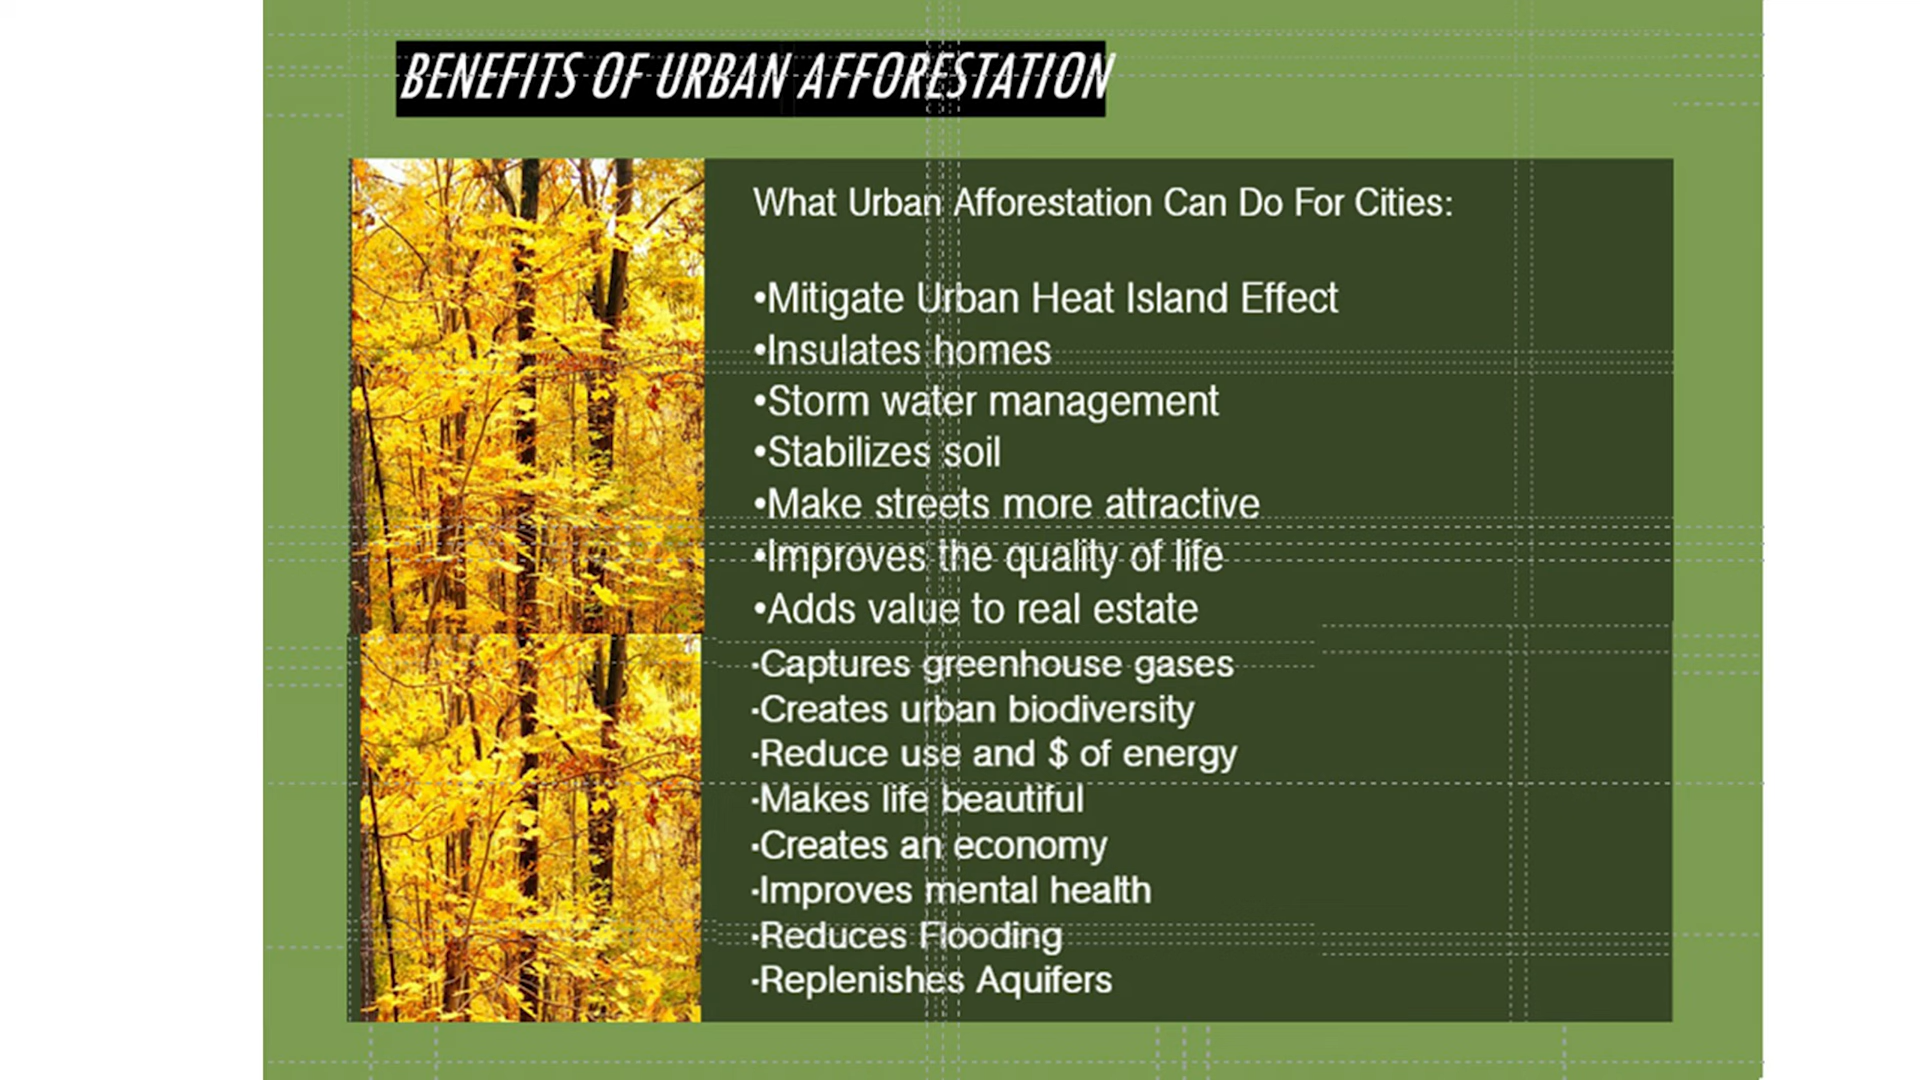 BENEFITS OF URBAN AFFORESTATION
What Urban Afforestation Can Do For Cities:
•Mitigate Urban Heat Island Effect
•Insulates homes
•Storm water management
•Stabilizes soil
•Make streets more attractive
•Improves the quality of life
•Adds value to real estate
•Captures greenhouse gases
•Creates urban biodiversity
•Reduce use and $ of energy
•Makes life beautiful
•Creates an economy
•Improves mental health
•Reduces Flooding
•Replenishes Aquifers